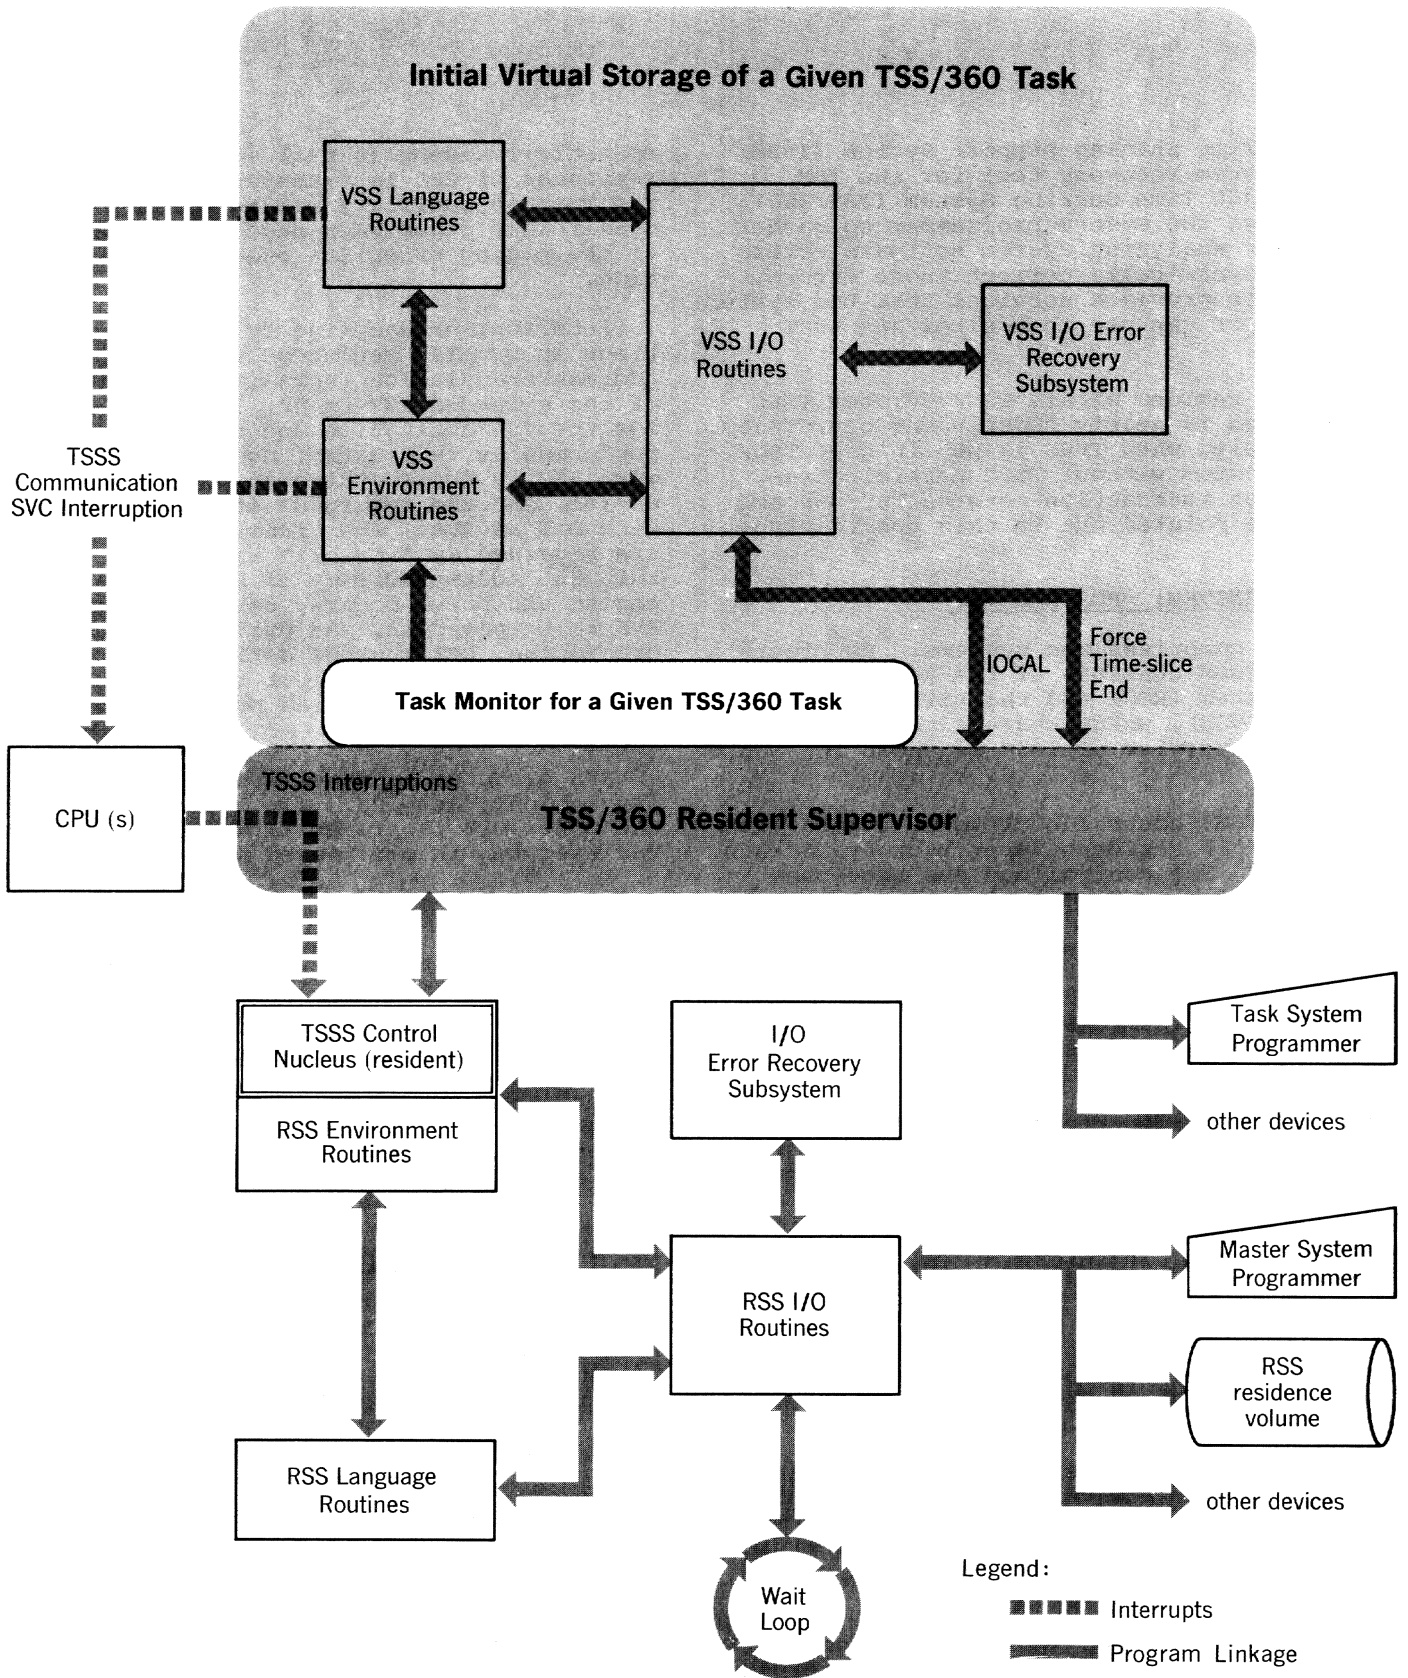 Initial Virtual Storage of a Given TSS/360 Task
VSS Language
Routines
VSS I/O
Routines
VSS I/O Error
Recovery
Subsystem
TSSS
Communication
SVC Interruption
VSS
Environment
Routines
IOCAL
Force
Time-slice
End
Task Monitor for a Given TSS/360 Task
TSSS Interruptions
CPU (s)
TSS/360 Resident Supervisor
TSSS Control
Nucleus (resident)
RSS Environment
Routines
I/O
Error Recovery
Subsystem
Task System
Programmer
other devices
RSS I/O
Routines
Master System
Programmer
RSS
residence
volume
other devices
RSS Language
Routines
Wait
Loop
Legend:
Interrupts
Program Linkage